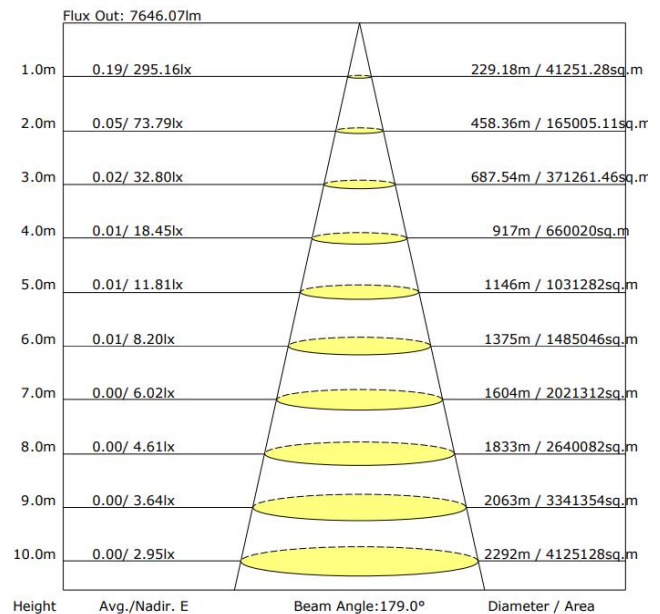 Flux Out: 7646.07lm
1.0m 0.19/ 295.16lx 229.18m / 41251.28sq.m
2.0m 0.05/ 73.79lx 458.36m / 165005.11sq.m
3.0m 0.02/ 32.80lx 687.54m / 371261.46sq.m
4.0m 0.01/ 18.45lx 917m / 660020sq.m
5.0m 0.01/ 11.81lx 1146m / 1031282sq.m
6.0m 0.01/ 8.20lx 1375m / 1485046sq.m
7.0m 0.00/ 6.02lx 1604m / 2021312sq.m
8.0m 0.00/ 4.61lx 1833m / 2640082sq.m
9.0m 0.00/ 3.64lx 2063m / 3341354sq.m
10.0m 0.00/ 2.95lx 2292m / 4125128sq.m
Height Avg./Nadir. E Beam Angle:179.0° Diameter / Area